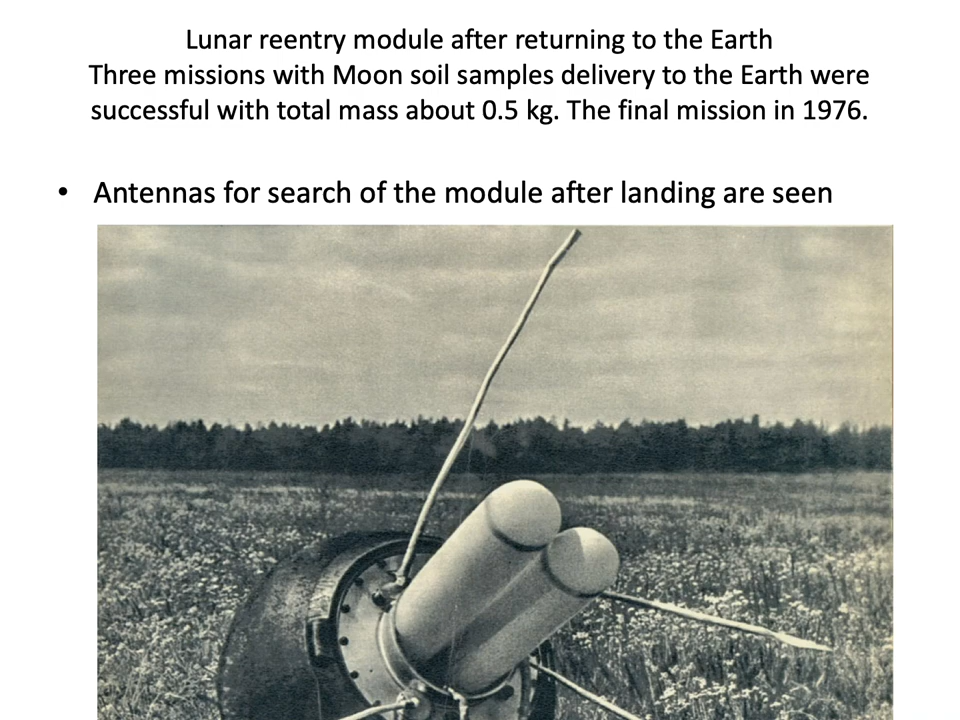 Lunar reentry module after returning to the Earth
Three missions with Moon soil samples delivery to the Earth were
successful with total mass about 0.5 kg. The final mission in 1976.
• Antennas for search of the module after landing are seen